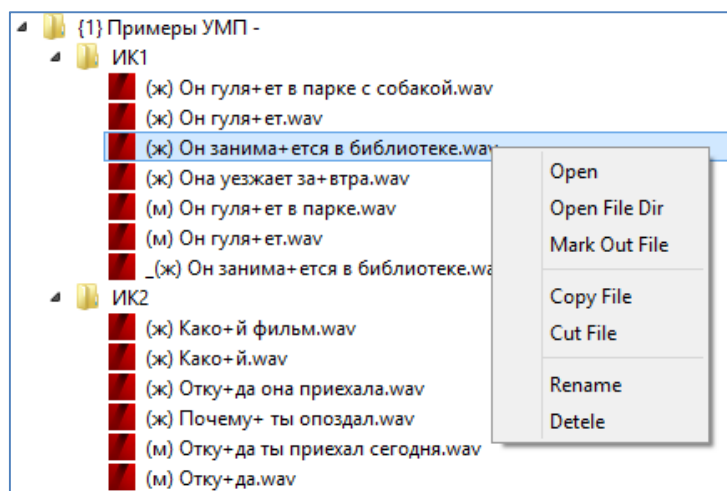 {1} Примеры УМП -
ИК1
(ж) Он гуля+ет в парке с собакой.wav
(ж) Он гуля+ет.wav
(ж) Он занима+ется в библиотеке.wav
(ж) Она уезжает за+втра.wav
(м) Он гуля+ет в парке.wav
(м) Он гуля+ет.wav
_(ж) Он занима+ется в библиотеке.wa
ИК2
(ж) Како+й фильм.wav
(ж) Како+й.wav
(ж) Отку+да она приехала.wav
(ж) Почему+ ты опоздал.wav
(м) Отку+да ты приехал сегодня.wav
(м) Отку+да.wav
Open
Open File Dir
Mark Out File
Copy File
Cut File
Rename
Detele